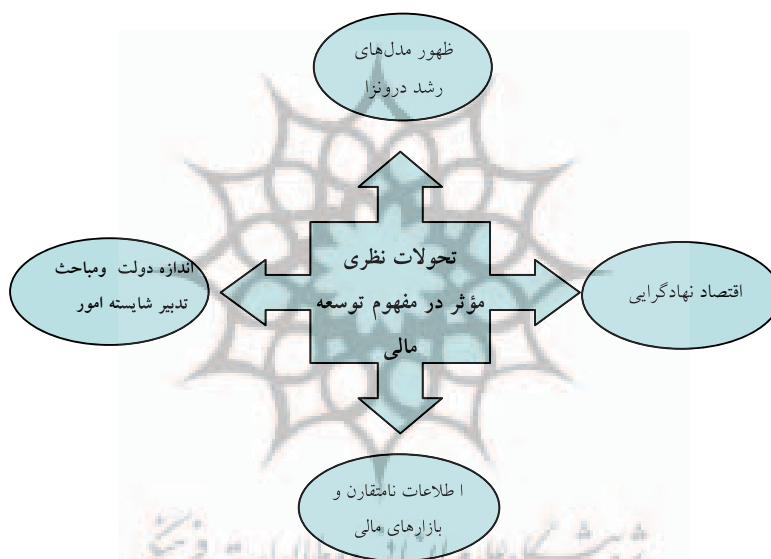 ظهور مدل‌های
رشد درونزا
تحولات نظری
مؤثر در مفهوم توسعه
مالی
اقتصاد نهادگرایی
اندازه دولت ومباحث
تدبیر شایسته امور
ا طلاعات نامتقارن و
بازارهای مالی